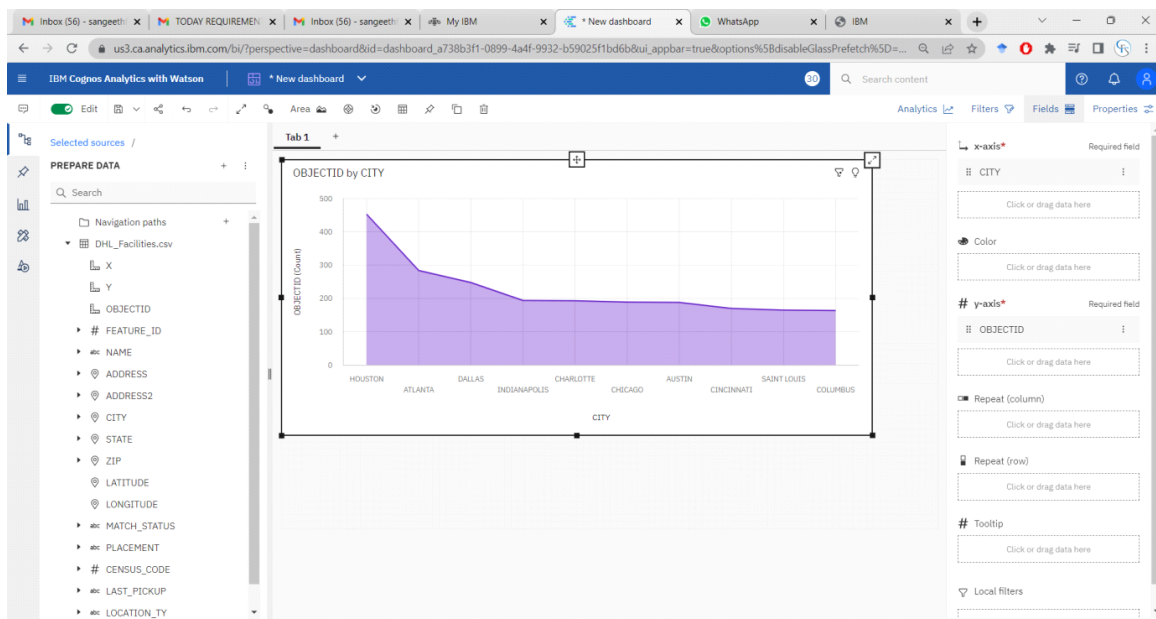 Inbox (56) - sangeeth
TODAY REQUIREMEN
Inbox (56) - sangeeth
My IBM
* New dashboard
WhatsApp
IBM
us3.ca.analytics.ibm.com/bi/?perspective=dashboard&id=dashboard_a738b3f1-0899-4a4f-9932-b59025f1bd6b&ui_appbar=true&options%5BdisableGlassPrefetch%5D=...
IBM Cognos Analytics with Watson
* New dashboard
30
Search content
Edit
Area
Analytics
Filters
Fields
Properties
Selected sources /
PREPARE DATA
Search
Navigation paths
DHL_Facilities.csv
X
Y
OBJECTID
# FEATURE_ID
abc NAME
ADDRESS
ADDRESS2
CITY
STATE
ZIP
LATITUDE
LONGITUDE
abc MATCH_STATUS
abc PLACEMENT
# CENSUS_CODE
abc LAST_PICKUP
abc LOCATION_TY
Tab 1 +
OBJECTID by CITY
OBJECTID (Count)
500
400
300
200
100
0
HOUSTON
ATLANTA
DALLAS
INDIANAPOLIS
CHARLOTTE
CHICAGO
AUSTIN
CINCINNATI
SAINT LOUIS
COLUMBUS
CITY
x-axis* Required field
CITY
Click or drag data here
Color
Click or drag data here
# y-axis* Required field
OBJECTID
Click or drag data here
Repeat (column)
Click or drag data here
Repeat (row)
Click or drag data here
# Tooltip
Click or drag data here
Local filters